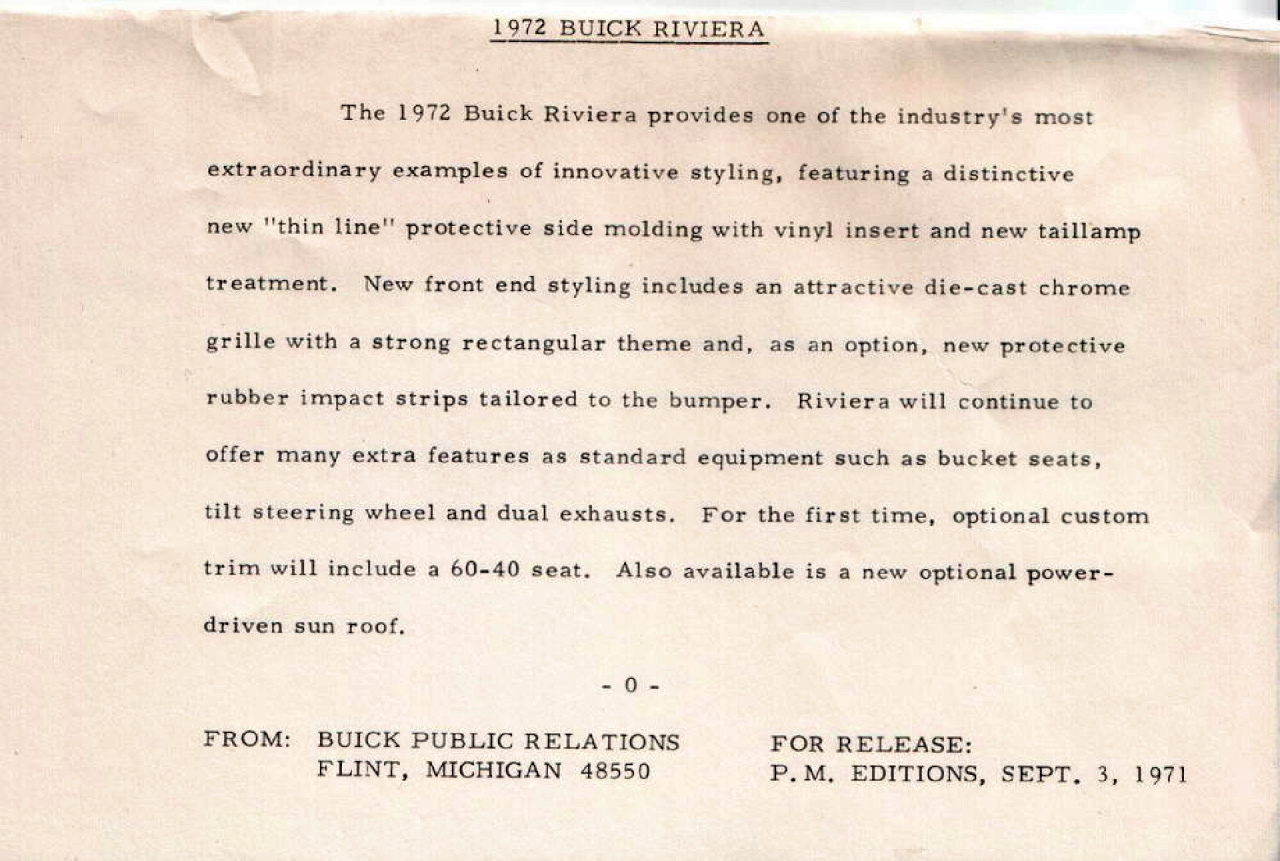 1972 BUICK RIVIERA
The 1972 Buick Riviera provides one of the industry's most
extraordinary examples of innovative styling, featuring a distinctive
new "thin line" protective side molding with vinyl insert and new taillamp
treatment. New front end styling includes an attractive die-cast chrome
grille with a strong rectangular theme and, as an option, new protective
rubber impact strips tailored to the bumper. Riviera will continue to
offer many extra features as standard equipment such as bucket seats,
tilt steering wheel and dual exhausts. For the first time, optional custom
trim will include a 60-40 seat. Also available is a new optional power-
driven sun roof.
- 0 -
FROM: BUICK PUBLIC RELATIONS
FLINT, MICHIGAN 48550
FOR RELEASE:
P.M. EDITIONS, SEPT. 3, 1971